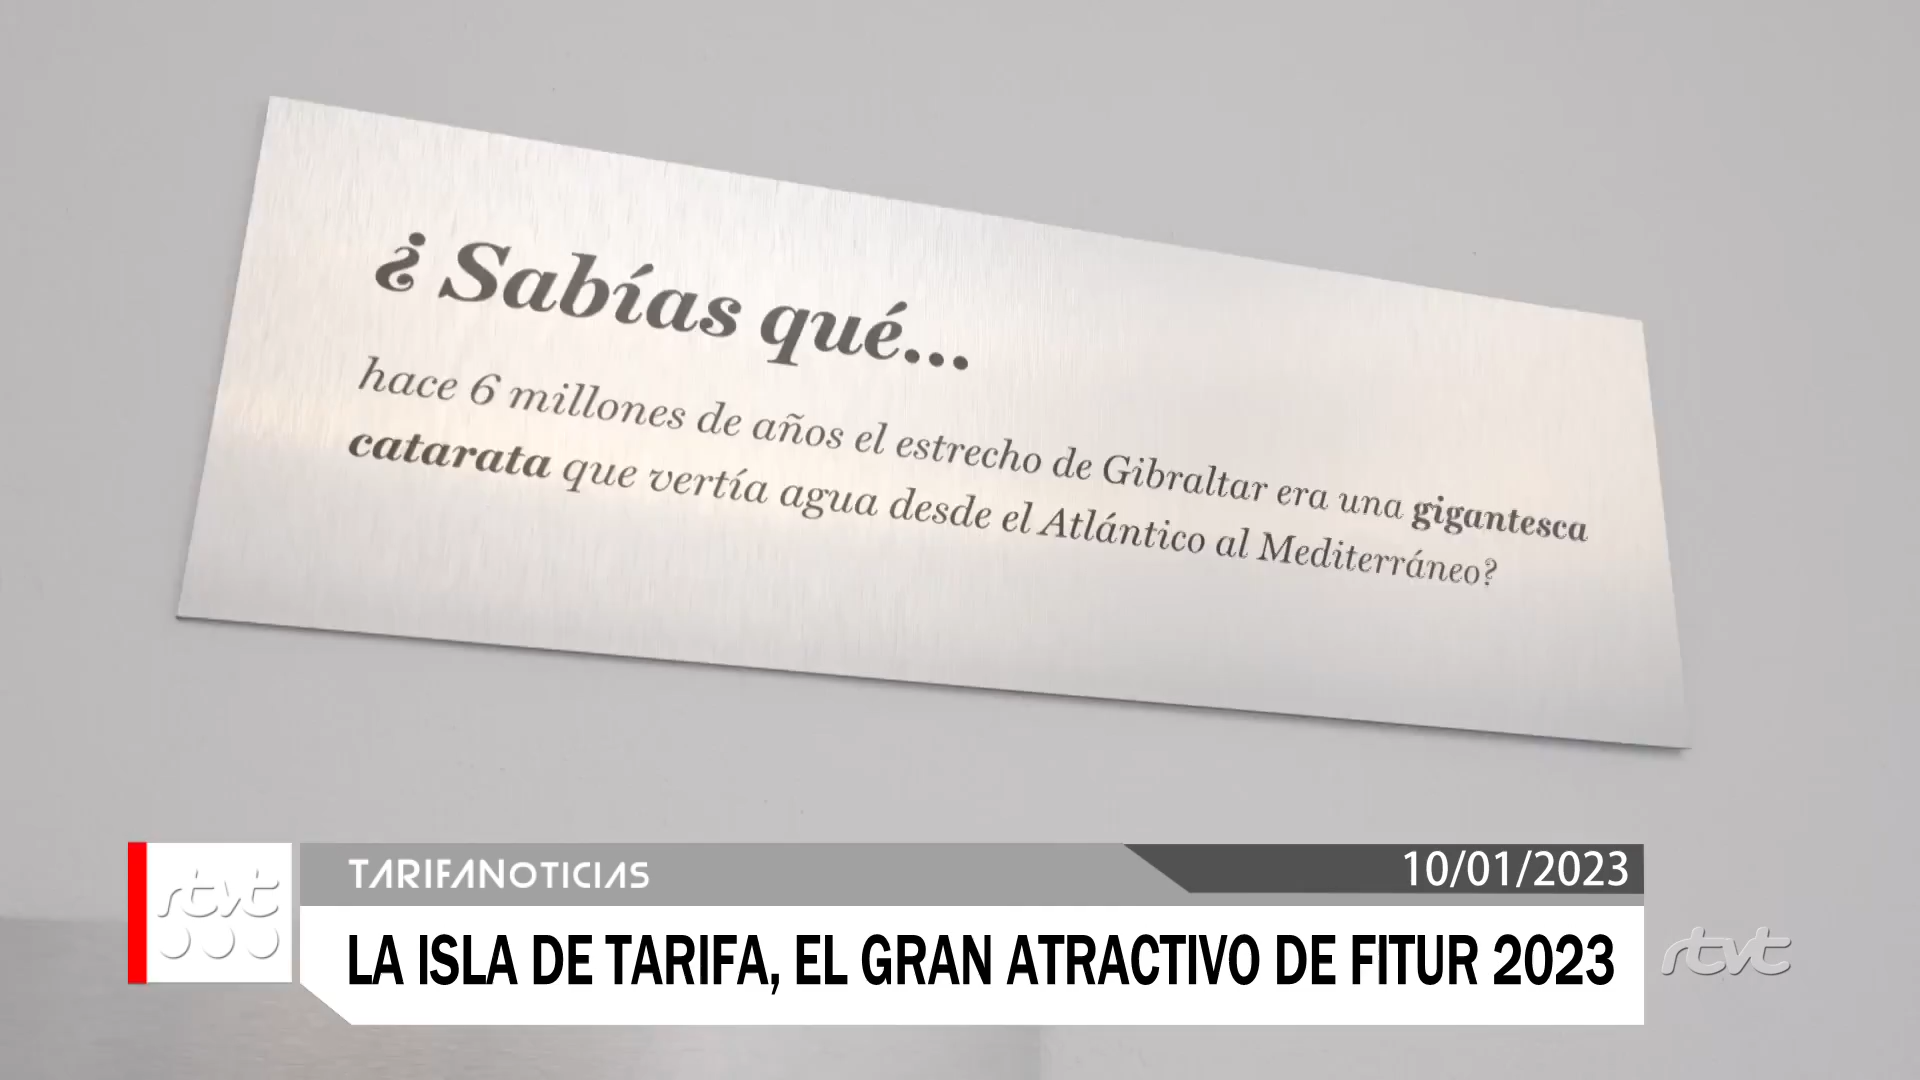 ¿Sabías qué...
hace 6 millones de años el estrecho de Gibraltar era una gigantesca
catarata que vertía agua desde el Atlántico al Mediterráneo?
rtvt
TARIFANOTICIAS
10/01/2023
LA ISLA DE TARIFA, EL GRAN ATRACTIVO DE FITUR 2023
rtvt